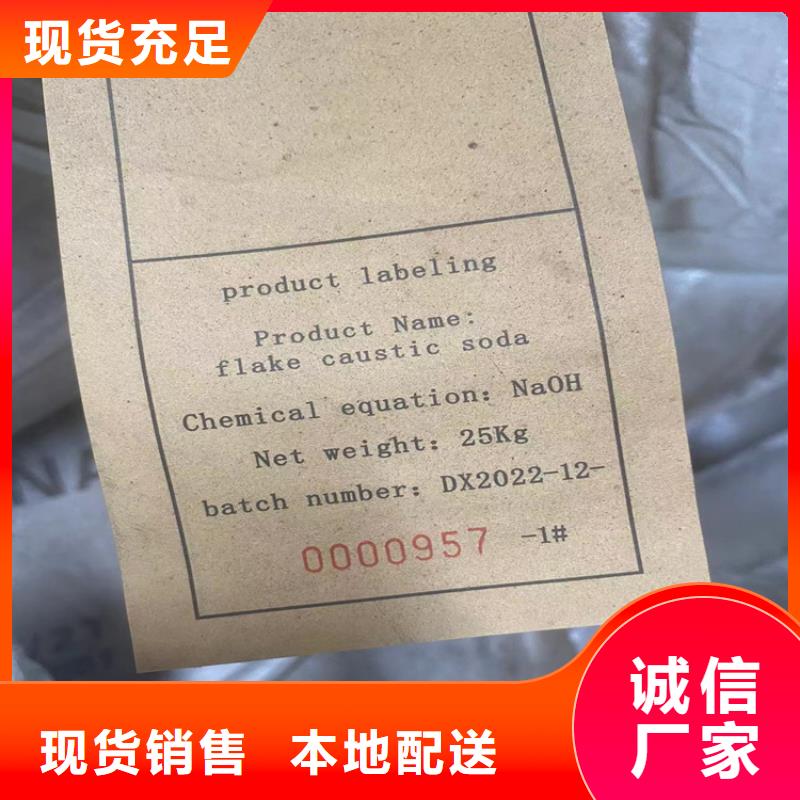 现货充足
product labeling
Product Name:
flake caustic soda
Chemical equation: NaOH
Net weight: 25Kg
batch number: DX2022-12-
0000957 -1#
诚信
厂家
现货销售 本地配送